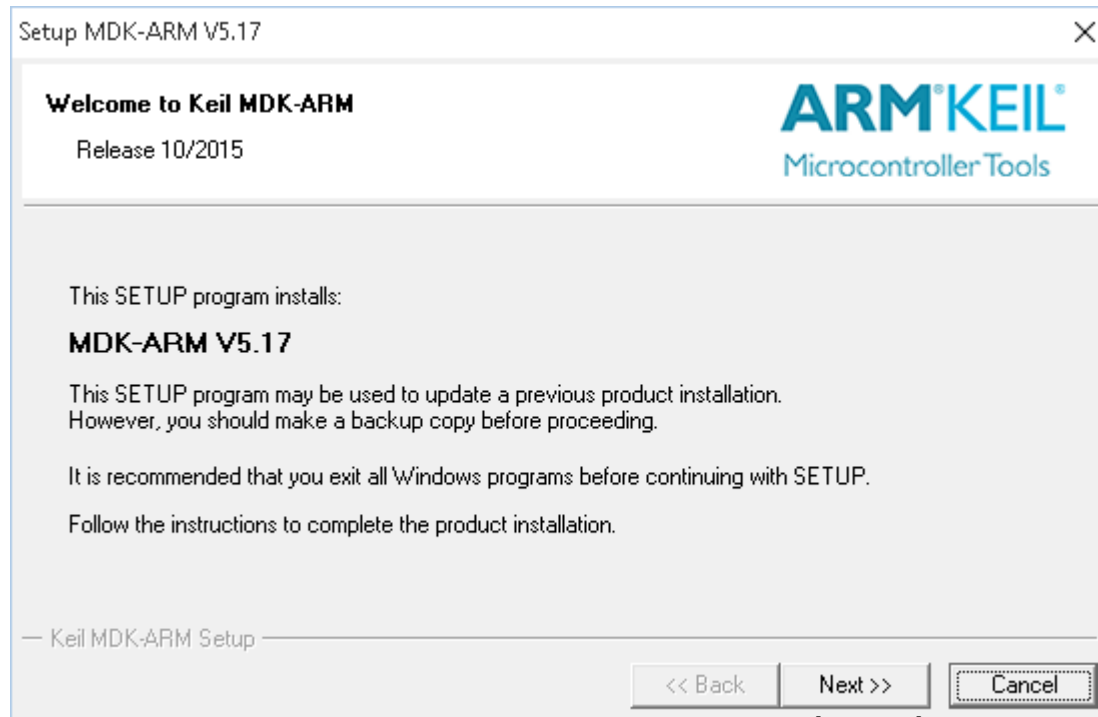 Setup MDK-ARM V5.17
Welcome to Keil MDK-ARM
Release 10/2015
ARM®KEIL®
Microcontroller Tools
This SETUP program installs:
MDK-ARM V5.17
This SETUP program may be used to update a previous product installation.
However, you should make a backup copy before proceeding.
It is recommended that you exit all Windows programs before continuing with SETUP.
Follow the instructions to complete the product installation.
Keil MDK-ARM Setup
<< Back
Next >>
Cancel